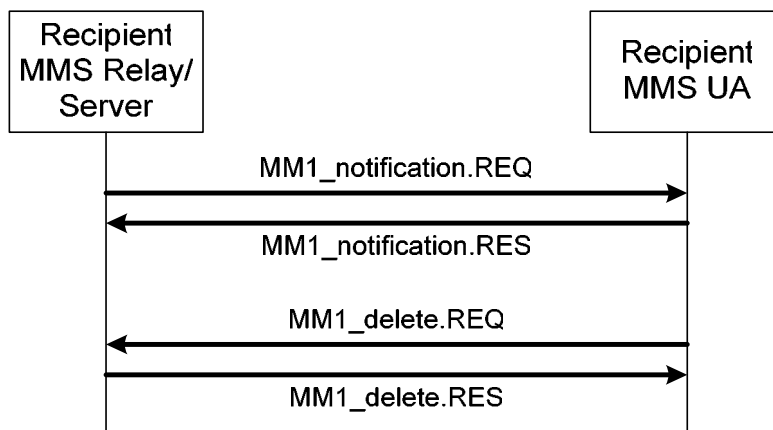 Recipient
MMS Relay/
Server
Recipient
MMS UA
MM1_notification.REQ
MM1_notification.RES
MM1_delete.REQ
MM1_delete.RES